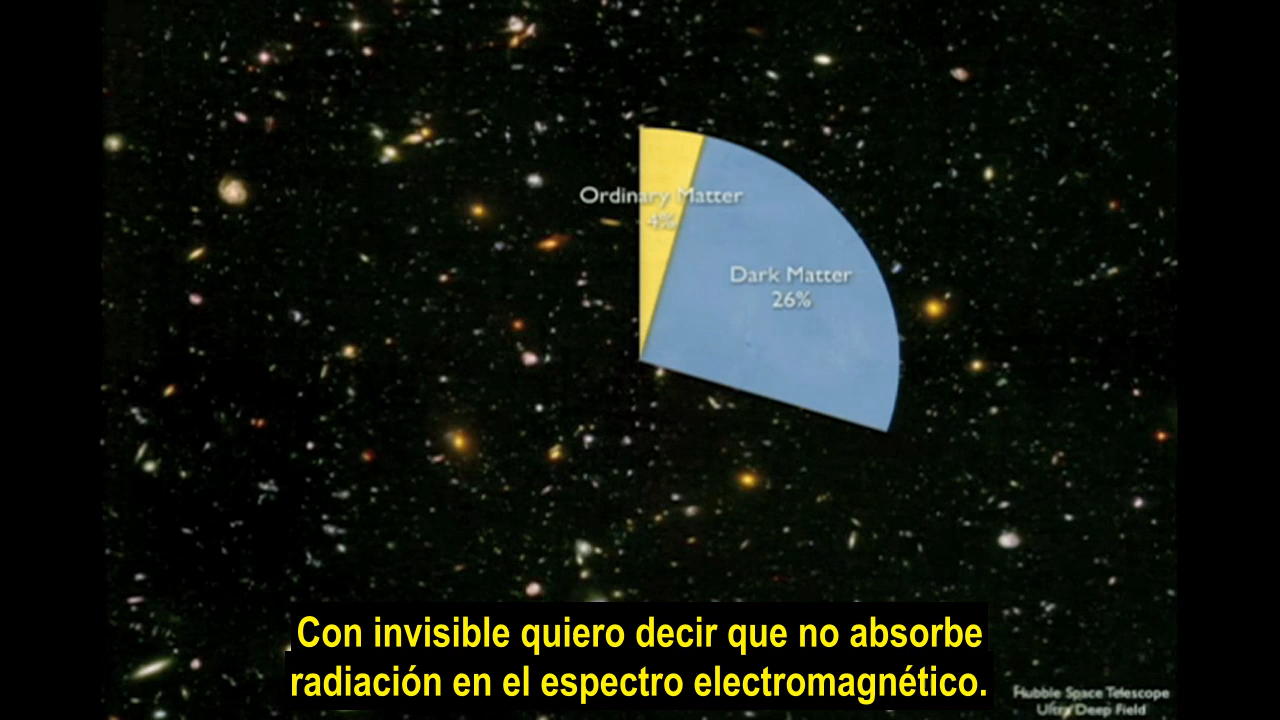 Ordinary Matter
4%
Dark Matter
26%
Con invisible quiero decir que no absorbe
radiación en el espectro electromagnético.
Hubble Space Telescope
Ultra Deep Field